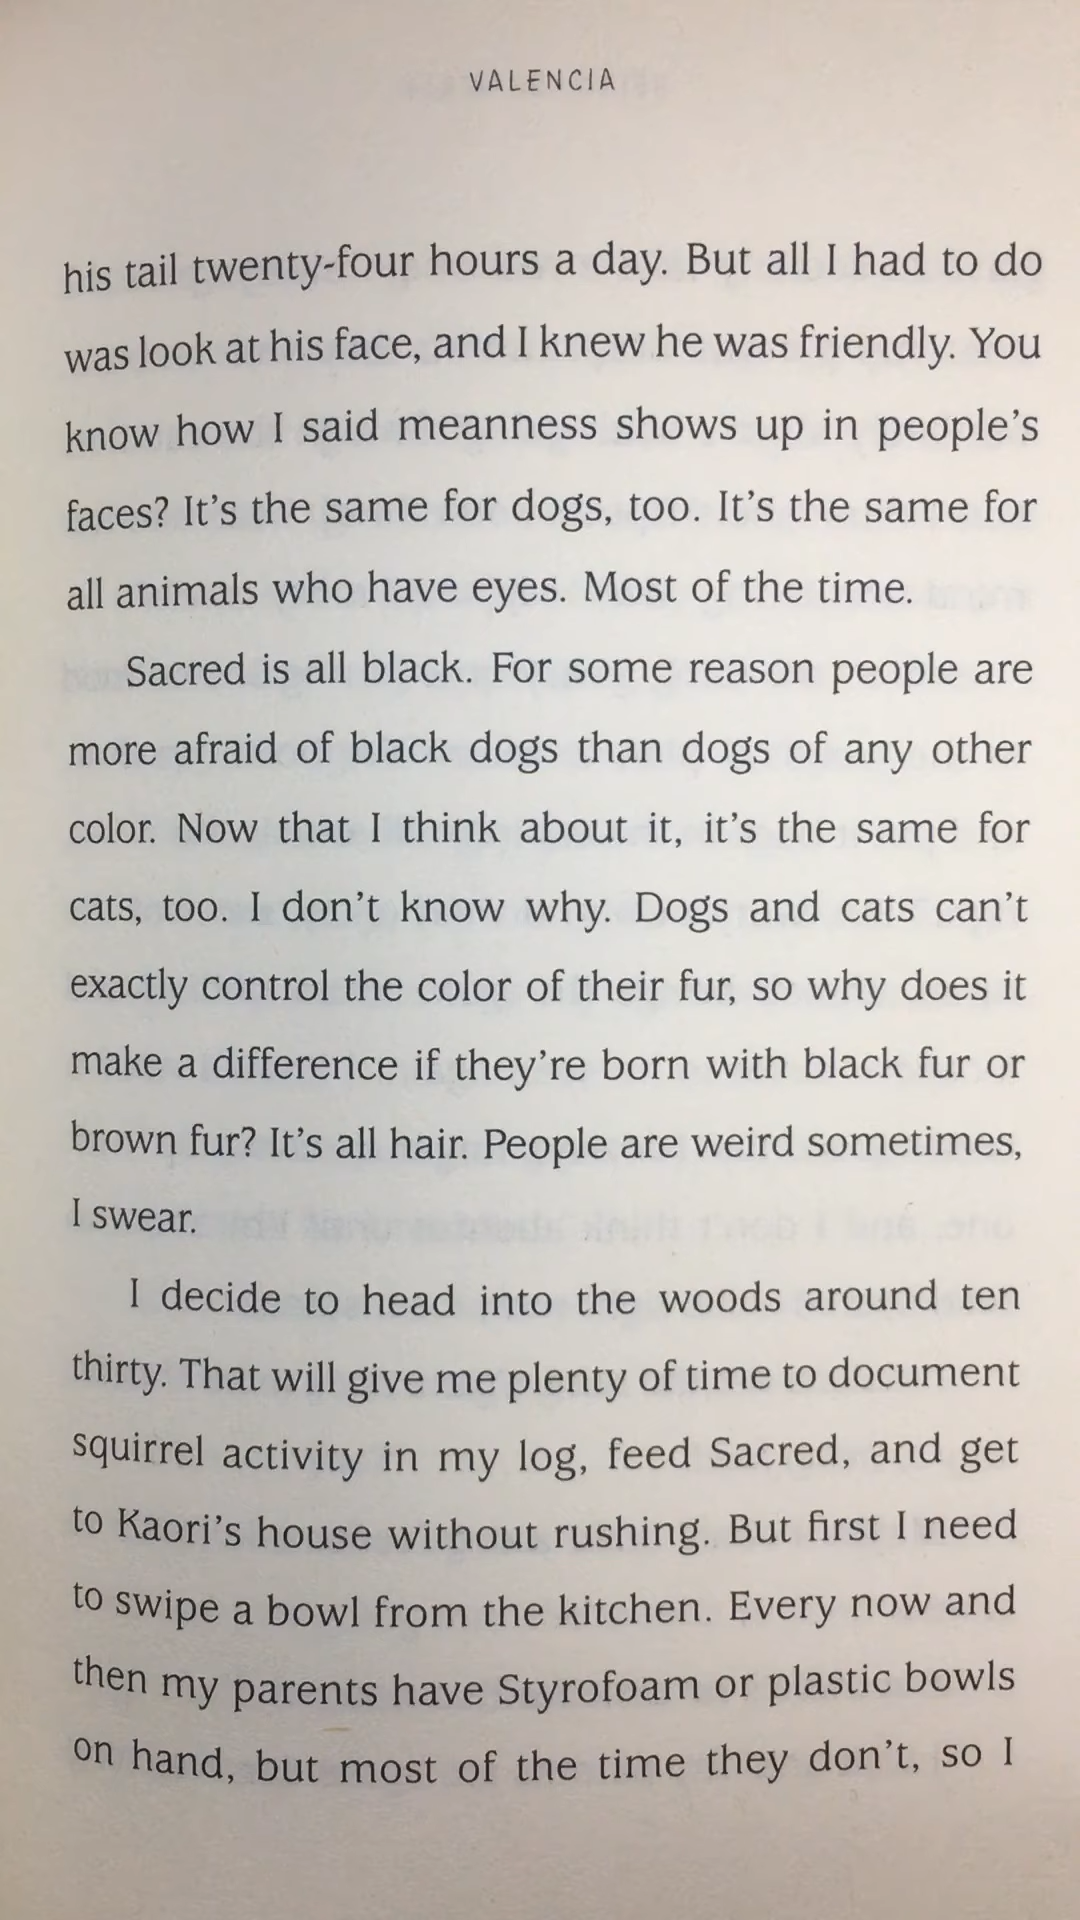 VALENCIA
his tail twenty-four hours a day. But all I had to do
was look at his face, and I knew he was friendly. You
know how I said meanness shows up in people's
faces? It's the same for dogs, too. It's the same for
all animals who have eyes. Most of the time.
Sacred is all black. For some reason people are
more afraid of black dogs than dogs of any other
color. Now that I think about it, it's the same for
cats, too. I don't know why. Dogs and cats can't
exactly control the color of their fur, so why does it
make a difference if they're born with black fur or
brown fur? It's all hair. People are weird sometimes,
I swear.
I decide to head into the woods around ten
thirty. That will give me plenty of time to document
squirrel activity in my log, feed Sacred, and get
to Kaori's house without rushing. But first I need
to swipe a bowl from the kitchen. Every now and
then my parents have Styrofoam or plastic bowls
on hand, but most of the time they don't, so I